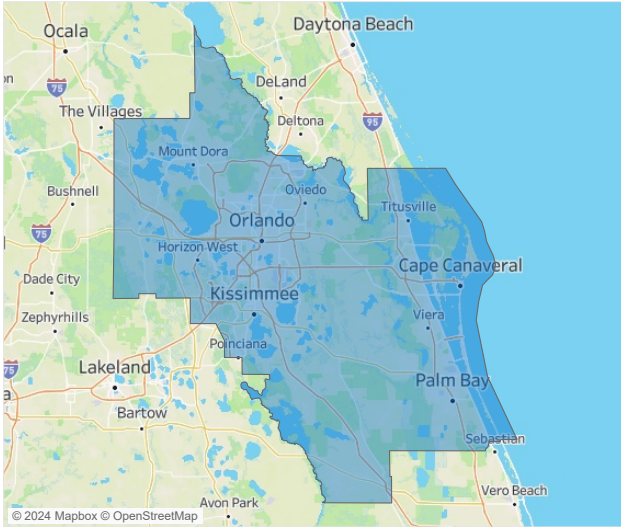 Daytona Beach
Ocala
DeLand
75
The Villages
Deltona
95
Mount Dora
Bushnell
Oviedo
Titusville
Orlando
75
Horizon West
Cape Canaveral
Dade City
Kissimmee
Zephyrhills
Viera
Poinciana
75
Lakeland
Palm Bay
Bartow
Sebastian
Vero Beach
Avon Park
© 2024 Mapbox © OpenStreetMap